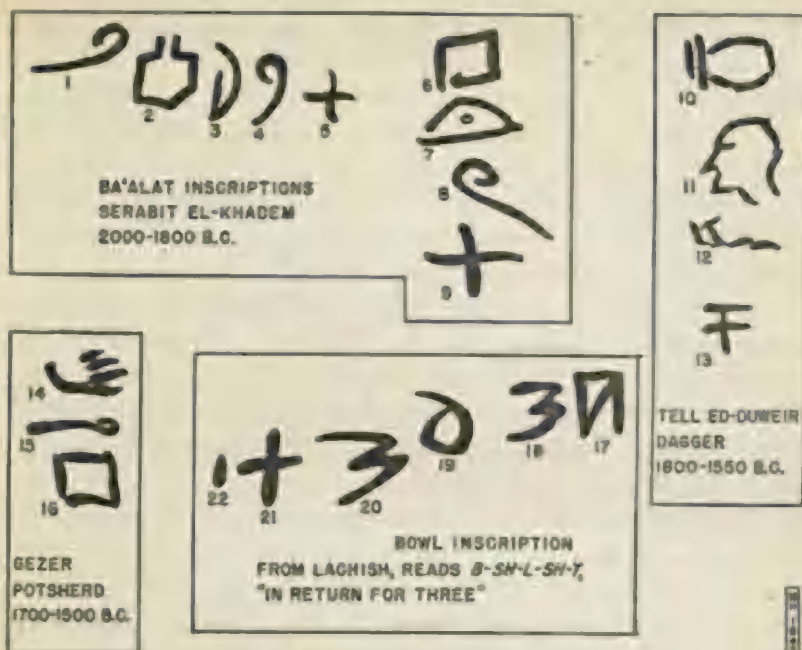 1
2
3
4
5
6
7
8
9
BA'ALAT INSCRIPTIONS
SERABIT EL-KHADEM
2000-1800 B.C.
10
11
12
13
TELL ED-DUWEIR
DAGGER
1600-1550 B.C.
14
15
16
GEZER
POTSHERD
1700-1500 B.C.
22
21
20
19
18
17
BOWL INSCRIPTION
FROM LACHISH, READS B-SH-L-SH-T,
"IN RETURN FOR THREE"